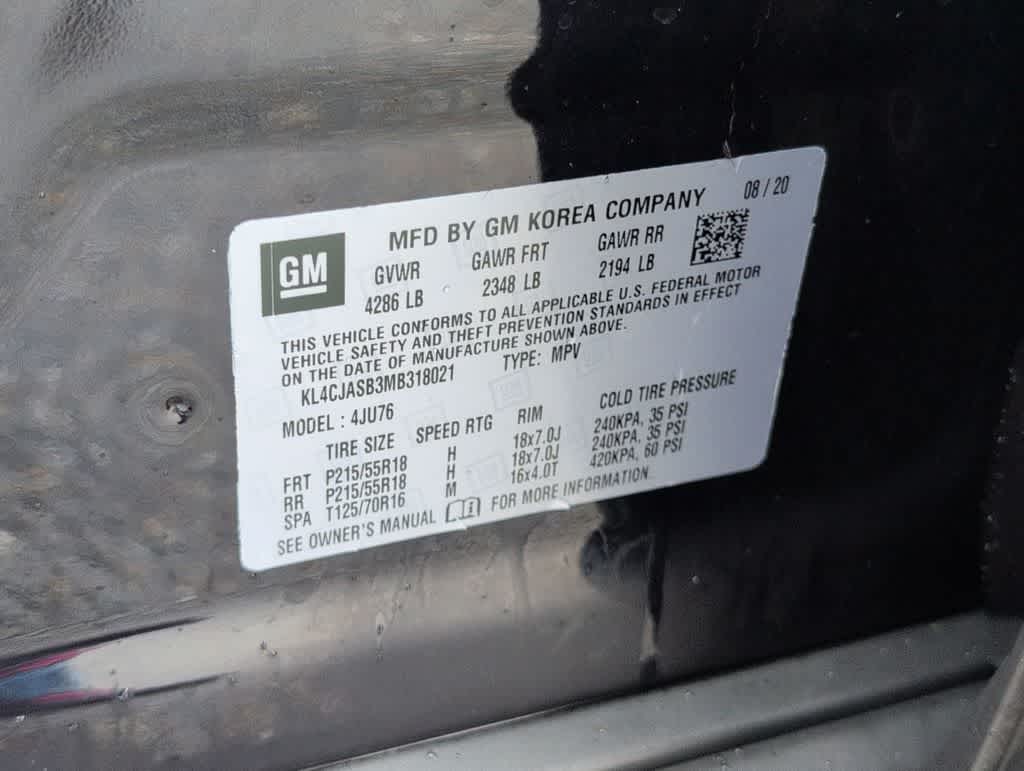 MFD BY GM KOREA COMPANY 08 / 20
GM
GVWR GAWR FRT GAWR RR
4286 LB 2348 LB 2194 LB
THIS VEHICLE CONFORMS TO ALL APPLICABLE U.S. FEDERAL MOTOR
VEHICLE SAFETY AND THEFT PREVENTION STANDARDS IN EFFECT
ON THE DATE OF MANUFACTURE SHOWN ABOVE.
KL4CJASB3MB318021 TYPE: MPV
MODEL : 4JU76
TIRE SIZE SPEED RTG RIM COLD TIRE PRESSURE
FRT P215/55R18 H 18x7.0J 240KPA, 35 PSI
RR P215/55R18 H 18x7.0J 240KPA, 35 PSI
SPA T125/70R16 M 16x4.0T 420KPA, 60 PSI
SEE OWNER'S MANUAL FOR MORE INFORMATION